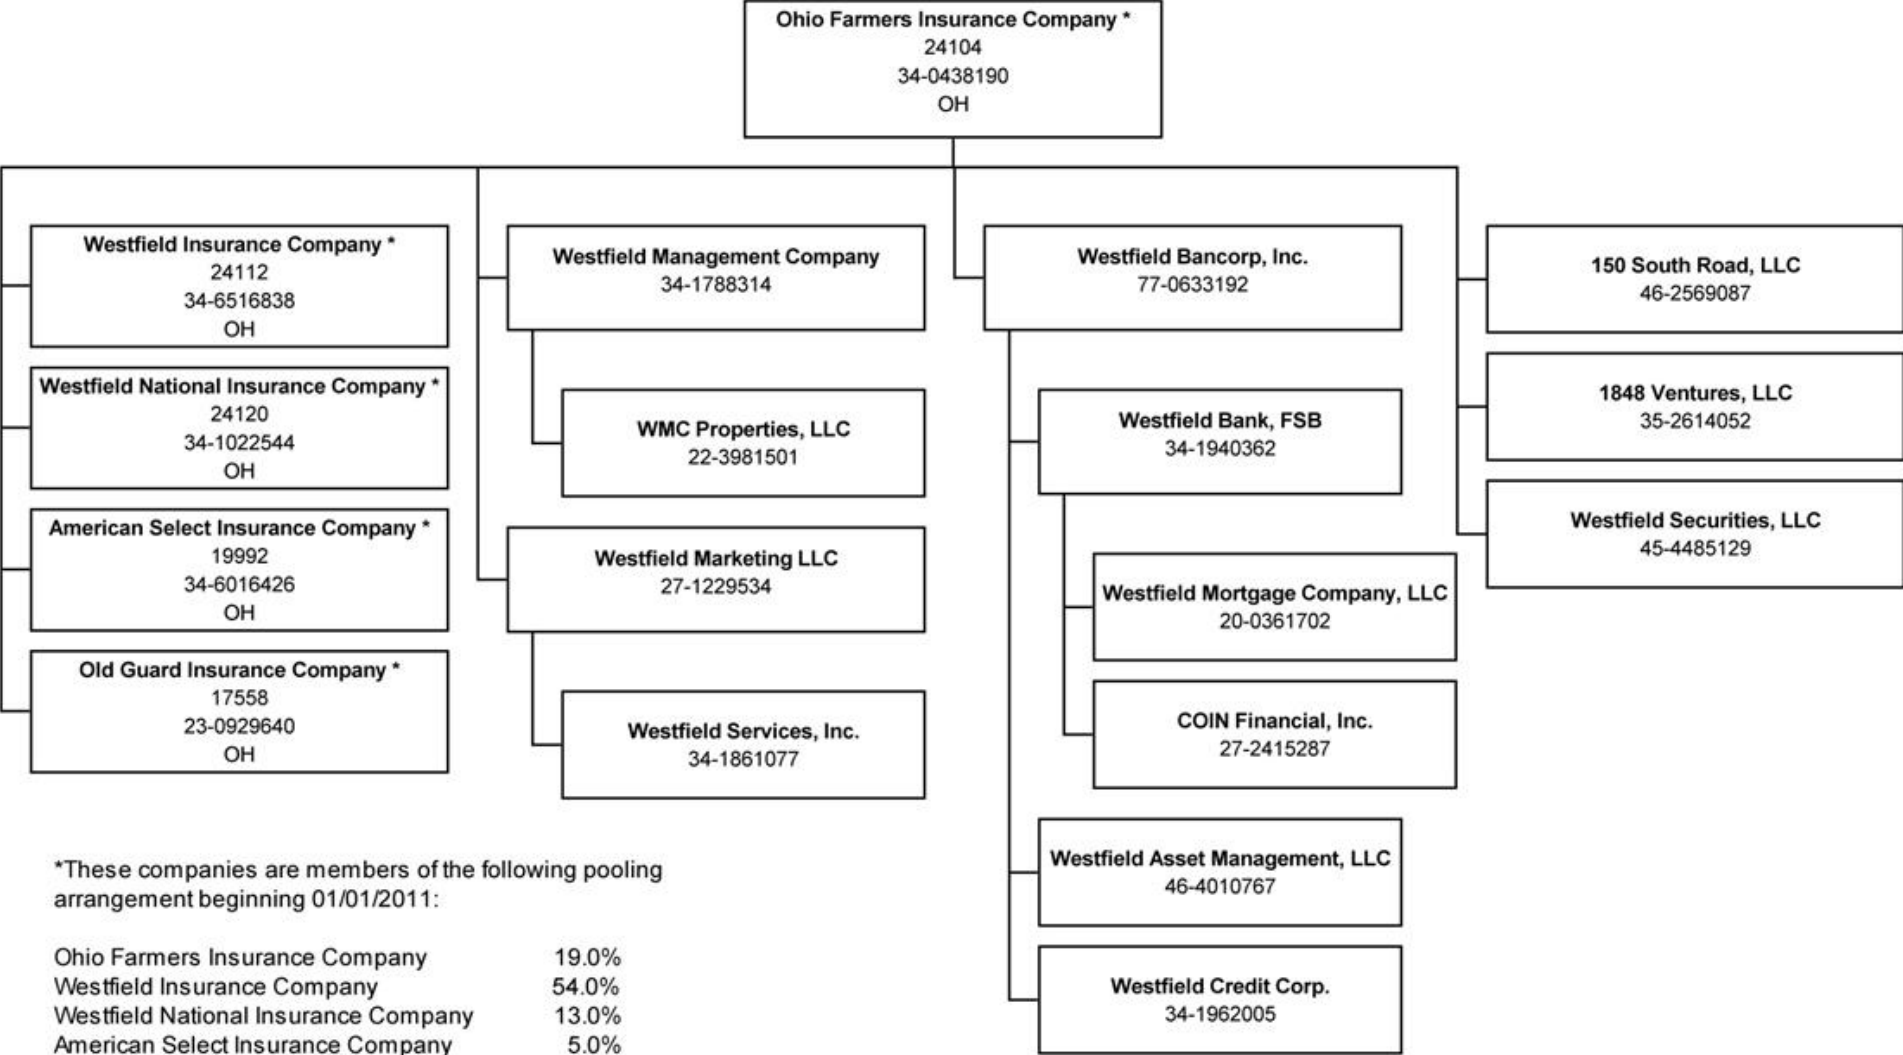 Ohio Farmers Insurance Company *
24104
34-0438190
OH
Westfield Insurance Company *
24112
34-6516838
OH
Westfield National Insurance Company *
24120
34-1022544
OH
American Select Insurance Company *
19992
34-6016426
OH
Old Guard Insurance Company *
17558
23-0929640
OH
Westfield Management Company
34-1788314
WMC Properties, LLC
22-3981501
Westfield Marketing LLC
27-1229534
Westfield Services, Inc.
34-1861077
Westfield Bancorp, Inc.
77-0633192
Westfield Bank, FSB
34-1940362
Westfield Mortgage Company, LLC
20-0361702
COIN Financial, Inc.
27-2415287
Westfield Asset Management, LLC
46-4010767
Westfield Credit Corp.
34-1962005
150 South Road, LLC
46-2569087
1848 Ventures, LLC
35-2614052
Westfield Securities, LLC
45-4485129
*These companies are members of the following pooling
arrangement beginning 01/01/2011:
Ohio Farmers Insurance Company 19.0%
Westfield Insurance Company 54.0%
Westfield National Insurance Company 13.0%
American Select Insurance Company 5.0%